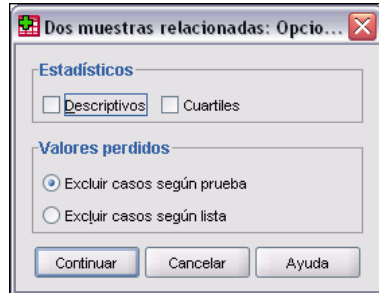 Dos muestras relacionadas: Opcio...
Estadísticos
Descriptivos Cuartiles
Valores perdidos
Excluir casos según prueba
Excluir casos según lista
Continuar Cancelar Ayuda